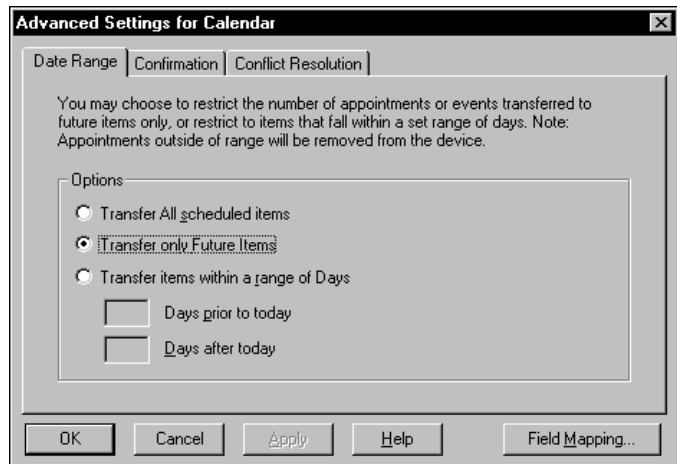 Advanced Settings for Calendar
Date Range Confirmation Conflict Resolution
You may choose to restrict the number of appointments or events transferred to
future items only, or restrict to items that fall within a set range of days. Note:
Appointments outside of range will be removed from the device.
Options
Transfer All scheduled items
Transfer only Future Items
Transfer items within a range of Days
Days prior to today
Days after today
OK Cancel Apply Help Field Mapping...